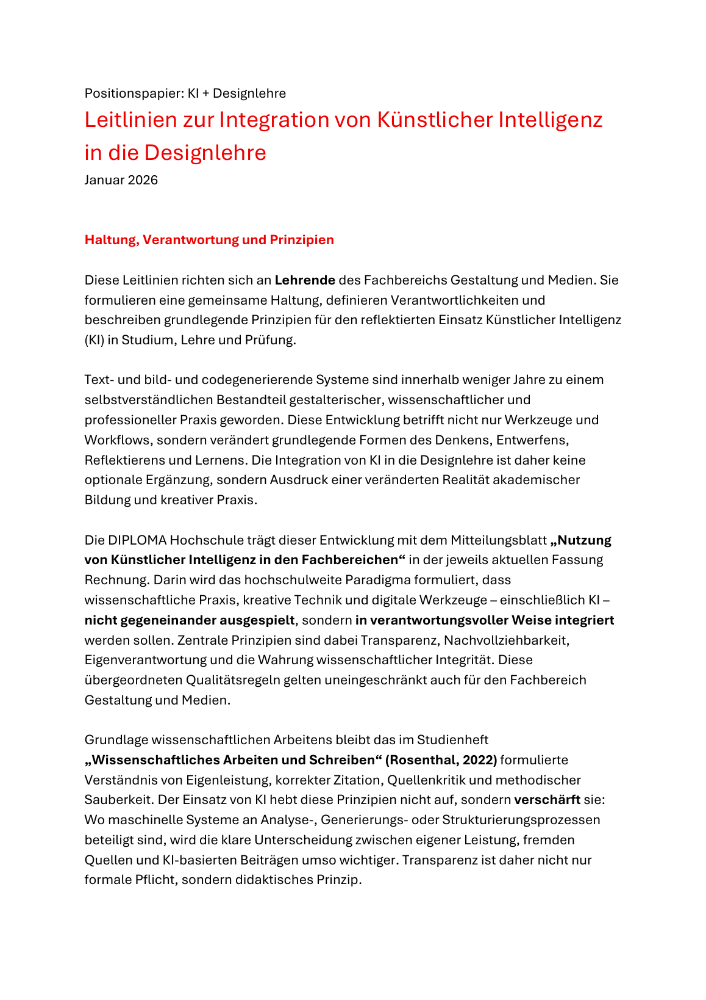 Positionspapier: KI + Designlehre
Leitlinien zur Integration von Künstlicher Intelligenz
in die Designlehre
Januar 2026
Haltung, Verantwortung und Prinzipien
Diese Leitlinien richten sich an Lehrende des Fachbereichs Gestaltung und Medien. Sie
formulieren eine gemeinsame Haltung, definieren Verantwortlichkeiten und
beschreiben grundlegende Prinzipien für den reflektierten Einsatz Künstlicher Intelligenz
(KI) in Studium, Lehre und Prüfung.
Text- und bild- und codegenerierende Systeme sind innerhalb weniger Jahre zu einem
selbstverständlichen Bestandteil gestalterischer, wissenschaftlicher und
professioneller Praxis geworden. Diese Entwicklung betrifft nicht nur Werkzeuge und
Workflows, sondern verändert grundlegende Formen des Denkens, Entwerfens,
Reflektierens und Lernens. Die Integration von KI in die Designlehre ist daher keine
optionale Ergänzung, sondern Ausdruck einer veränderten Realität akademischer
Bildung und kreativer Praxis.
Die DIPLOMA Hochschule trägt dieser Entwicklung mit dem Mitteilungsblatt „Nutzung
von Künstlicher Intelligenz in den Fachbereichen“ in der jeweils aktuellen Fassung
Rechnung. Darin wird das hochschulweite Paradigma formuliert, dass
wissenschaftliche Praxis, kreative Technik und digitale Werkzeuge – einschließlich KI –
nicht gegeneinander ausgespielt, sondern in verantwortungsvoller Weise integriert
werden sollen. Zentrale Prinzipien sind dabei Transparenz, Nachvollziehbarkeit,
Eigenverantwortung und die Wahrung wissenschaftlicher Integrität. Diese
übergeordneten Qualitätsregeln gelten uneingeschränkt auch für den Fachbereich
Gestaltung und Medien.
Grundlage wissenschaftlichen Arbeitens bleibt das im Studienheft
„Wissenschaftliches Arbeiten und Schreiben“ (Rosenthal, 2022) formulierte
Verständnis von Eigenleistung, korrekter Zitation, Quellenkritik und methodischer
Sauberkeit. Der Einsatz von KI hebt diese Prinzipien nicht auf, sondern verschärft sie:
Wo maschinelle Systeme an Analyse-, Generierungs- oder Strukturierungsprozessen
beteiligt sind, wird die klare Unterscheidung zwischen eigener Leistung, fremden
Quellen und KI-basierten Beiträgen umso wichtiger. Transparenz ist daher nicht nur
formale Pflicht, sondern didaktisches Prinzip.